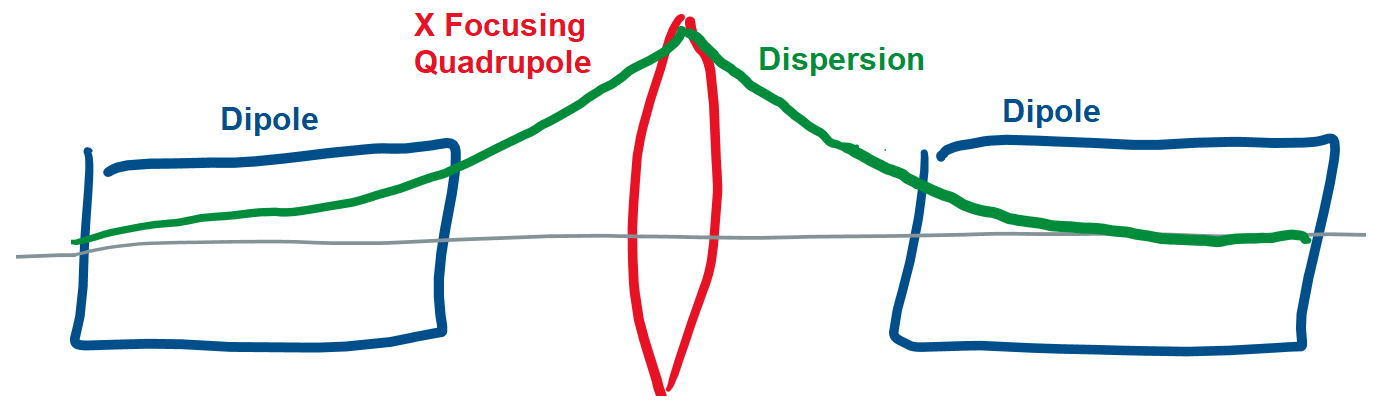 X Focusing
Quadrupole
Dispersion
Dipole
Dipole